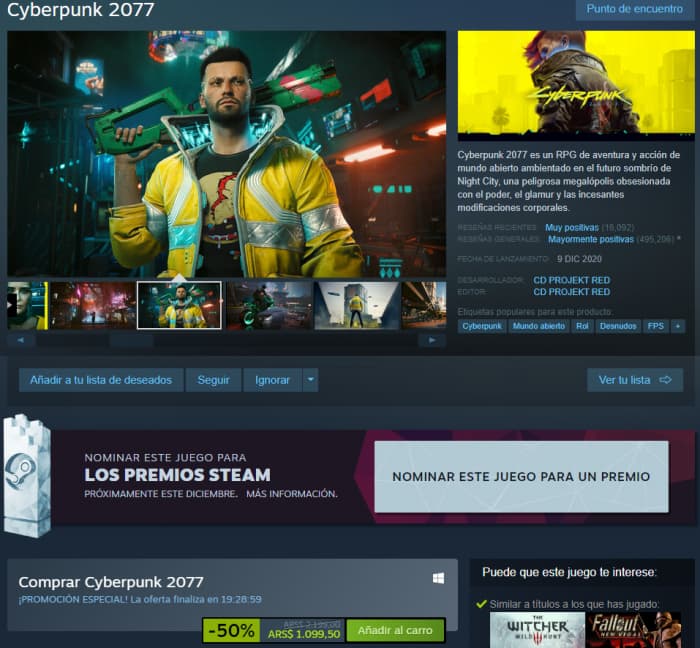 Cyberpunk 2077
Punto de encuentro
CYBERPUNK
Cyberpunk 2077 es un RPG de aventura y acción de
mundo abierto ambientado en el futuro sombrío de
Night City, una peligrosa megalópolis obsesionada
con el poder, el glamur y las incesantes
modificaciones corporales.
RESEÑAS RECIENTES: Muy positivas (16,092)
RESEÑAS GENERALES: Mayormente positivas (495,206) *
FECHA DE LANZAMIENTO: 9 DIC 2020
DESARROLLADOR: CD PROJEKT RED
EDITOR: CD PROJEKT RED
Etiquetas populares para este producto:
Cyberpunk Mundo abierto Rol Desnudos FPS +
Añadir a tu lista de deseados Seguir Ignorar Ver tu lista
NOMINAR ESTE JUEGO PARA
LOS PREMIOS STEAM
PRÓXIMAMENTE ESTE DICIEMBRE. MÁS INFORMACIÓN.
NOMINAR ESTE JUEGO PARA UN PREMIO
Comprar Cyberpunk 2077
¡PROMOCIÓN ESPECIAL! La oferta finaliza en 19:28:59
-50% ARS$ 2.199,00
ARS$ 1.099,50 Añadir al carro
Puede que este juego te interese:
Similar a títulos a los que has jugado:
THE WITCHER WILD HUNT
Fallout NEW VEGAS